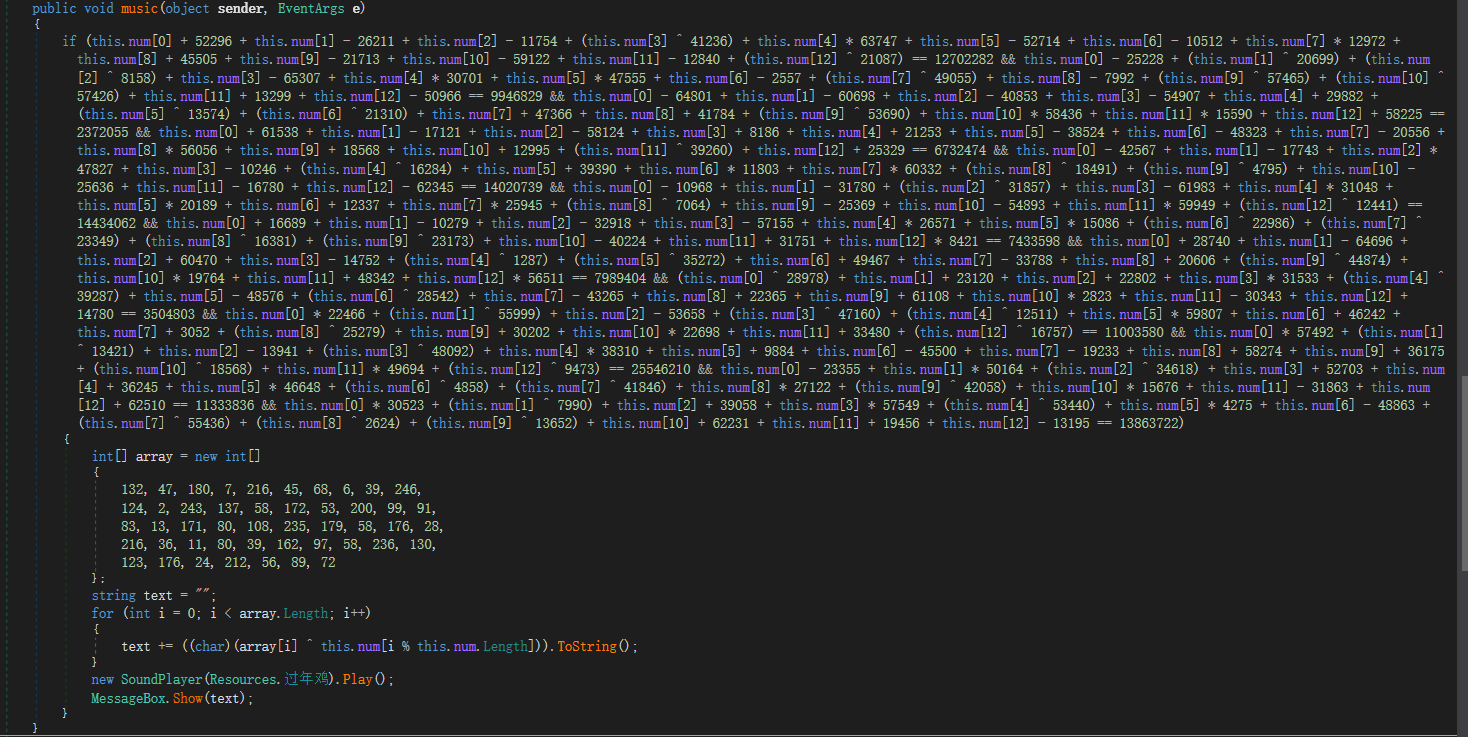 public void music(object sender, EventArgs e)
{
if (this.num[0] + 52296 + this.num[1] - 26211 + this.num[2] - 11754 + (this.num[3] ^ 41236) + this.num[4] * 63747 + this.num[5] - 52714 + this.num[6] - 10512 + this.num[7] * 12972 +
this.num[8] + 45505 + this.num[9] - 21713 + this.num[10] - 59122 + this.num[11] - 12840 + (this.num[12] ^ 21087) == 12702282 && this.num[0] - 25228 + (this.num[1] ^ 20699) + (this.num
[2] ^ 8158) + this.num[3] - 65307 + this.num[4] * 30701 + this.num[5] * 47555 + this.num[6] - 2557 + (this.num[7] ^ 49055) + this.num[8] - 7992 + (this.num[9] ^ 57465) + (this.num[10] ^
57426) + this.num[11] + 13299 + this.num[12] - 50966 == 9946829 && this.num[0] - 64801 + this.num[1] - 60698 + this.num[2] - 40853 + this.num[3] - 54907 + this.num[4] + 29882 +
(this.num[5] ^ 13574) + (this.num[6] ^ 21310) + this.num[7] + 47366 + this.num[8] + 41784 + (this.num[9] ^ 53690) + this.num[10] * 58436 + this.num[11] * 15590 + this.num[12] + 58225 ==
2372055 && this.num[0] + 61538 + this.num[1] - 17121 + this.num[2] - 58124 + this.num[3] + 8186 + this.num[4] + 21253 + this.num[5] - 38524 + this.num[6] - 48323 + this.num[7] - 20556 +
this.num[8] * 56056 + this.num[9] + 18568 + this.num[10] + 12995 + (this.num[11] ^ 39260) + this.num[12] + 25329 == 6732474 && this.num[0] - 42567 + this.num[1] - 17743 + this.num[2] *
47827 + this.num[3] - 10246 + (this.num[4] ^ 16284) + this.num[5] + 39390 + this.num[6] * 11803 + this.num[7] * 60332 + (this.num[8] ^ 18491) + (this.num[9] ^ 4795) + this.num[10] -
25636 + this.num[11] - 16780 + this.num[12] - 62345 == 14020739 && this.num[0] - 10968 + this.num[1] - 31780 + (this.num[2] ^ 31857) + this.num[3] - 61983 + this.num[4] * 31048 +
this.num[5] * 20189 + this.num[6] + 12337 + this.num[7] * 25945 + (this.num[8] ^ 7064) + this.num[9] - 25369 + this.num[10] - 54893 + this.num[11] * 59949 + (this.num[12] ^ 12441) ==
14434062 && this.num[0] + 16689 + this.num[1] - 10279 + this.num[2] - 32918 + this.num[3] - 57155 + this.num[4] * 26571 + this.num[5] * 15086 + (this.num[6] ^ 22986) + (this.num[7] ^
23349) + (this.num[8] ^ 16381) + (this.num[9] ^ 23173) + this.num[10] - 40224 + this.num[11] + 31751 + this.num[12] * 8421 == 7433598 && this.num[0] + 28740 + this.num[1] - 64696 +
this.num[2] + 60470 + this.num[3] - 14752 + (this.num[4] ^ 1287) + (this.num[5] ^ 35272) + this.num[6] + 49467 + this.num[7] - 33788 + this.num[8] + 20606 + (this.num[9] ^ 44874) +
this.num[10] * 19764 + this.num[11] + 48342 + this.num[12] * 56511 == 7989404 && (this.num[0] ^ 28978) + this.num[1] + 23120 + this.num[2] + 22802 + this.num[3] * 31533 + (this.num[4] ^
39287) + this.num[5] - 48576 + (this.num[6] ^ 28542) + this.num[7] - 43265 + this.num[8] + 22365 + this.num[9] + 61108 + this.num[10] * 2823 + this.num[11] - 30343 + this.num[12] +
14780 == 3504803 && this.num[0] * 22466 + (this.num[1] ^ 55999) + this.num[2] - 53658 + (this.num[3] ^ 47160) + (this.num[4] ^ 12511) + this.num[5] * 59807 + this.num[6] + 46242 +
this.num[7] + 3052 + (this.num[8] ^ 25279) + this.num[9] + 30202 + this.num[10] * 22698 + this.num[11] + 33480 + (this.num[12] ^ 16757) == 11003580 && this.num[0] * 57492 + (this.num[1]
^ 13421) + this.num[2] - 13941 + (this.num[3] ^ 48092) + this.num[4] * 38310 + this.num[5] + 9884 + this.num[6] - 45500 + this.num[7] - 19233 + this.num[8] + 58274 + this.num[9] + 36175
+ (this.num[10] ^ 18568) + this.num[11] * 49694 + (this.num[12] ^ 9473) == 25546210 && this.num[0] - 23355 + this.num[1] * 50164 + (this.num[2] ^ 34618) + this.num[3] + 52703 + this.num
[4] + 36245 + this.num[5] * 46648 + (this.num[6] ^ 4858) + (this.num[7] ^ 41846) + this.num[8] * 27122 + (this.num[9] ^ 42058) + this.num[10] * 15676 + this.num[11] - 31863 + this.num
[12] + 62510 == 11333836 && this.num[0] * 30523 + (this.num[1] ^ 7990) + this.num[2] + 39058 + this.num[3] * 57549 + (this.num[4] ^ 53440) + this.num[5] * 4275 + this.num[6] - 48863 +
(this.num[7] ^ 55436) + (this.num[8] ^ 2624) + (this.num[9] ^ 13652) + this.num[10] + 62231 + this.num[11] + 19456 + this.num[12] - 13195 == 13863722)
{
int[] array = new int[]
{
132, 47, 180, 7, 216, 45, 68, 6, 39, 246,
124, 2, 243, 137, 58, 172, 53, 200, 99, 91,
83, 13, 171, 80, 108, 235, 179, 58, 176, 28,
216, 36, 11, 80, 39, 162, 97, 58, 236, 130,
123, 176, 24, 212, 56, 89, 72
};
string text = "";
for (int i = 0; i < array.Length; i++)
{
text += ((char)(array[i] ^ this.num[i % this.num.Length])).ToString();
}
new SoundPlayer(Resources.过年鸡).Play();
MessageBox.Show(text);
}
}